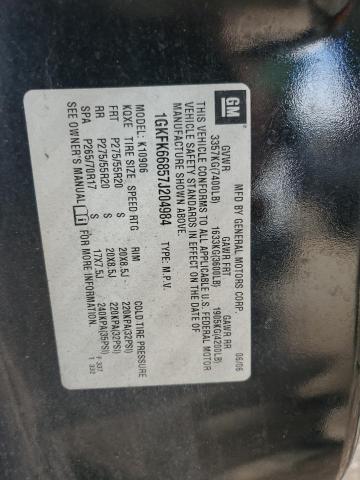 GM
MFD BY GENERAL MOTORS CORP. 06/06
GVWR GAWR FRT GAWR RR
3357KG(7400LB) 1633KG(3600LB) 1905KG(4200LB)
THIS VEHICLE CONFORMS TO ALL APPLICABLE U.S. FEDERAL MOTOR
VEHICLE SAFETY STANDARDS IN EFFECT ON THE DATE OF
MANUFACTURE SHOWN ABOVE.
1GKFK66857J204984 TYPE: M.P.V.
MODEL: K10906
KQXE TIRE SIZE SPEED RTG RIM COLD TIRE PRESSURE
FRT P275/55R20 S 20X8.5J 220KPA(32PSI)
RR P275/55R20 S 20X8.5J 220KPA(32PSI)
SPA P265/70R17 S 17X7.5J 240KPA(35PSI)
SEE OWNER'S MANUAL FOR MORE INFORMATION.